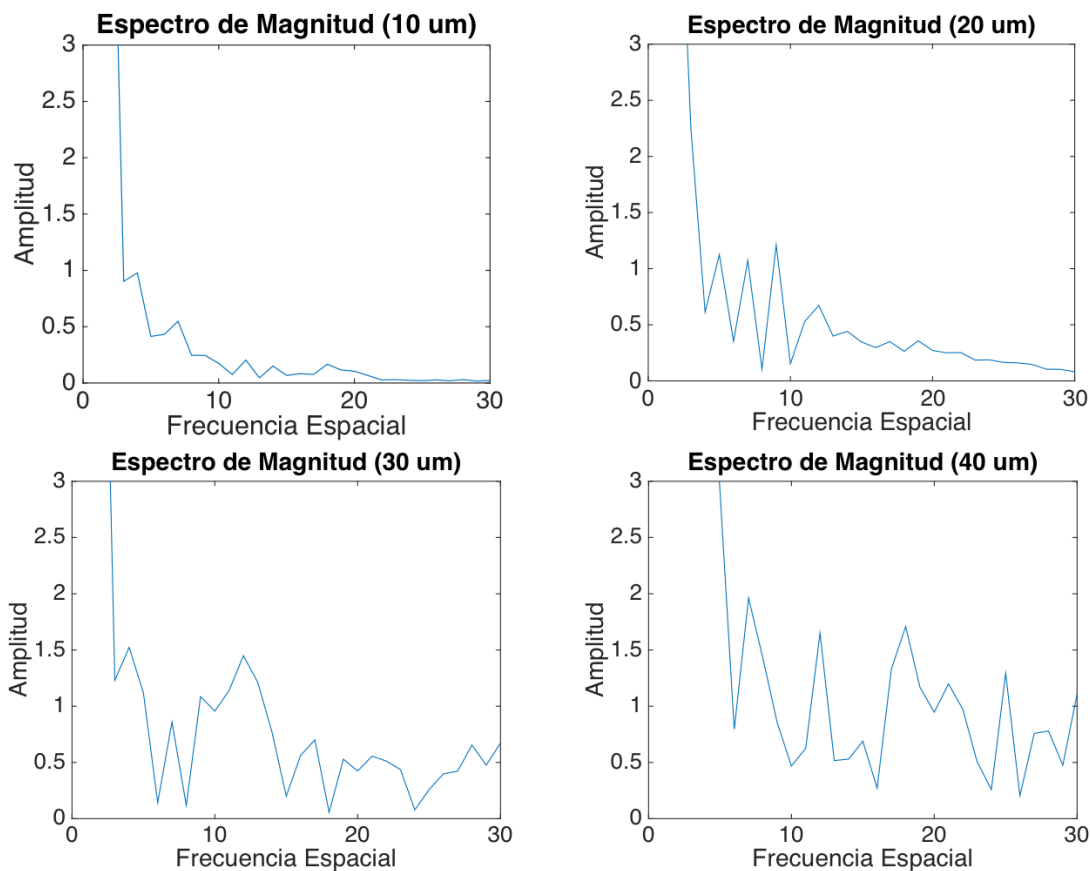 Espectro de Magnitud (10 um)
3
2.5
2
1.5
1
0.5
0
Amplitud
0 10 20 30
Frecuencia Espacial
Espectro de Magnitud (20 um)
3
2.5
2
1.5
1
0.5
0
Amplitud
0 10 20 30
Frecuencia Espacial
Espectro de Magnitud (30 um)
3
2.5
2
1.5
1
0.5
0
Amplitud
0 10 20 30
Frecuencia Espacial
Espectro de Magnitud (40 um)
3
2.5
2
1.5
1
0.5
0
Amplitud
0 10 20 30
Frecuencia Espacial